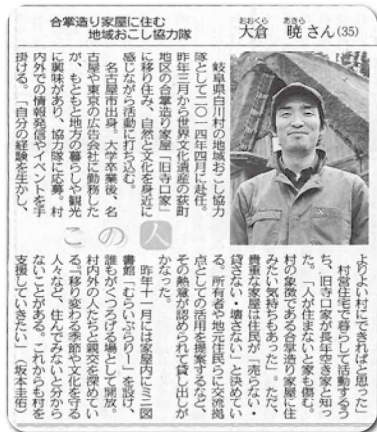 合掌造り家屋に住む
地域おこし協力隊
おおくら あきら
大倉 暁さん(35)
岐阜県白川村の地域おこし協力
隊として二〇一四年四月に赴任。
昨年三月から世界文化遺産の荻町
地区の合掌造り家屋「旧寺口家」
に移り住み、自然と文化を身近に
感じながら活動に打ち込む。
名古屋市出身。大学卒業後、名
古屋や東京の広告会社に勤務した
が、もともと地方の暮らしや観光
に興味があり、協力隊に応募。村
内外での情報発信やイベントを手
掛ける。「自分の経験を生かし、
この人
よりよい村にできればと思った」
村営住宅で暮らして活動するう
ち、旧寺口家が長年空き家と知っ
た。「人が住まないと家も傷む。
村の象徴である合掌造り家屋に住
みたい気持ちもあった」。ただ、
貴重な家屋は住民が「売らない・
貸さない・壊さない」と決めてい
る。所有者や地元住民らに交流拠
点としての活用を提案するなど、
その熱意が認められて貸し出しが
かなった。
昨年十一月には家屋内にミニ図
書館「むらいぶらりー」を設け、
誰もがくつろげる場として開放。
村内外の人たちと親交を深めてい
る。「移り変わる季節や文化を守る
人々など、住んでみないと分から
ないことがある。これからも村を
支援していきたい」(坂本圭佑)